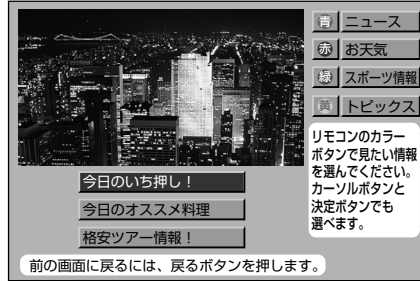 青 ニュース
赤 お天気
緑 スポーツ情報
黄 トピックス
リモコンのカラー
ボタンで見たい情報
を選んでください。
カーソルボタンと
決定ボタンでも
選べます。
今日のいち押し！
今日のオススメ料理
格安ツアー情報！
前の画面に戻るには、戻るボタンを押します。